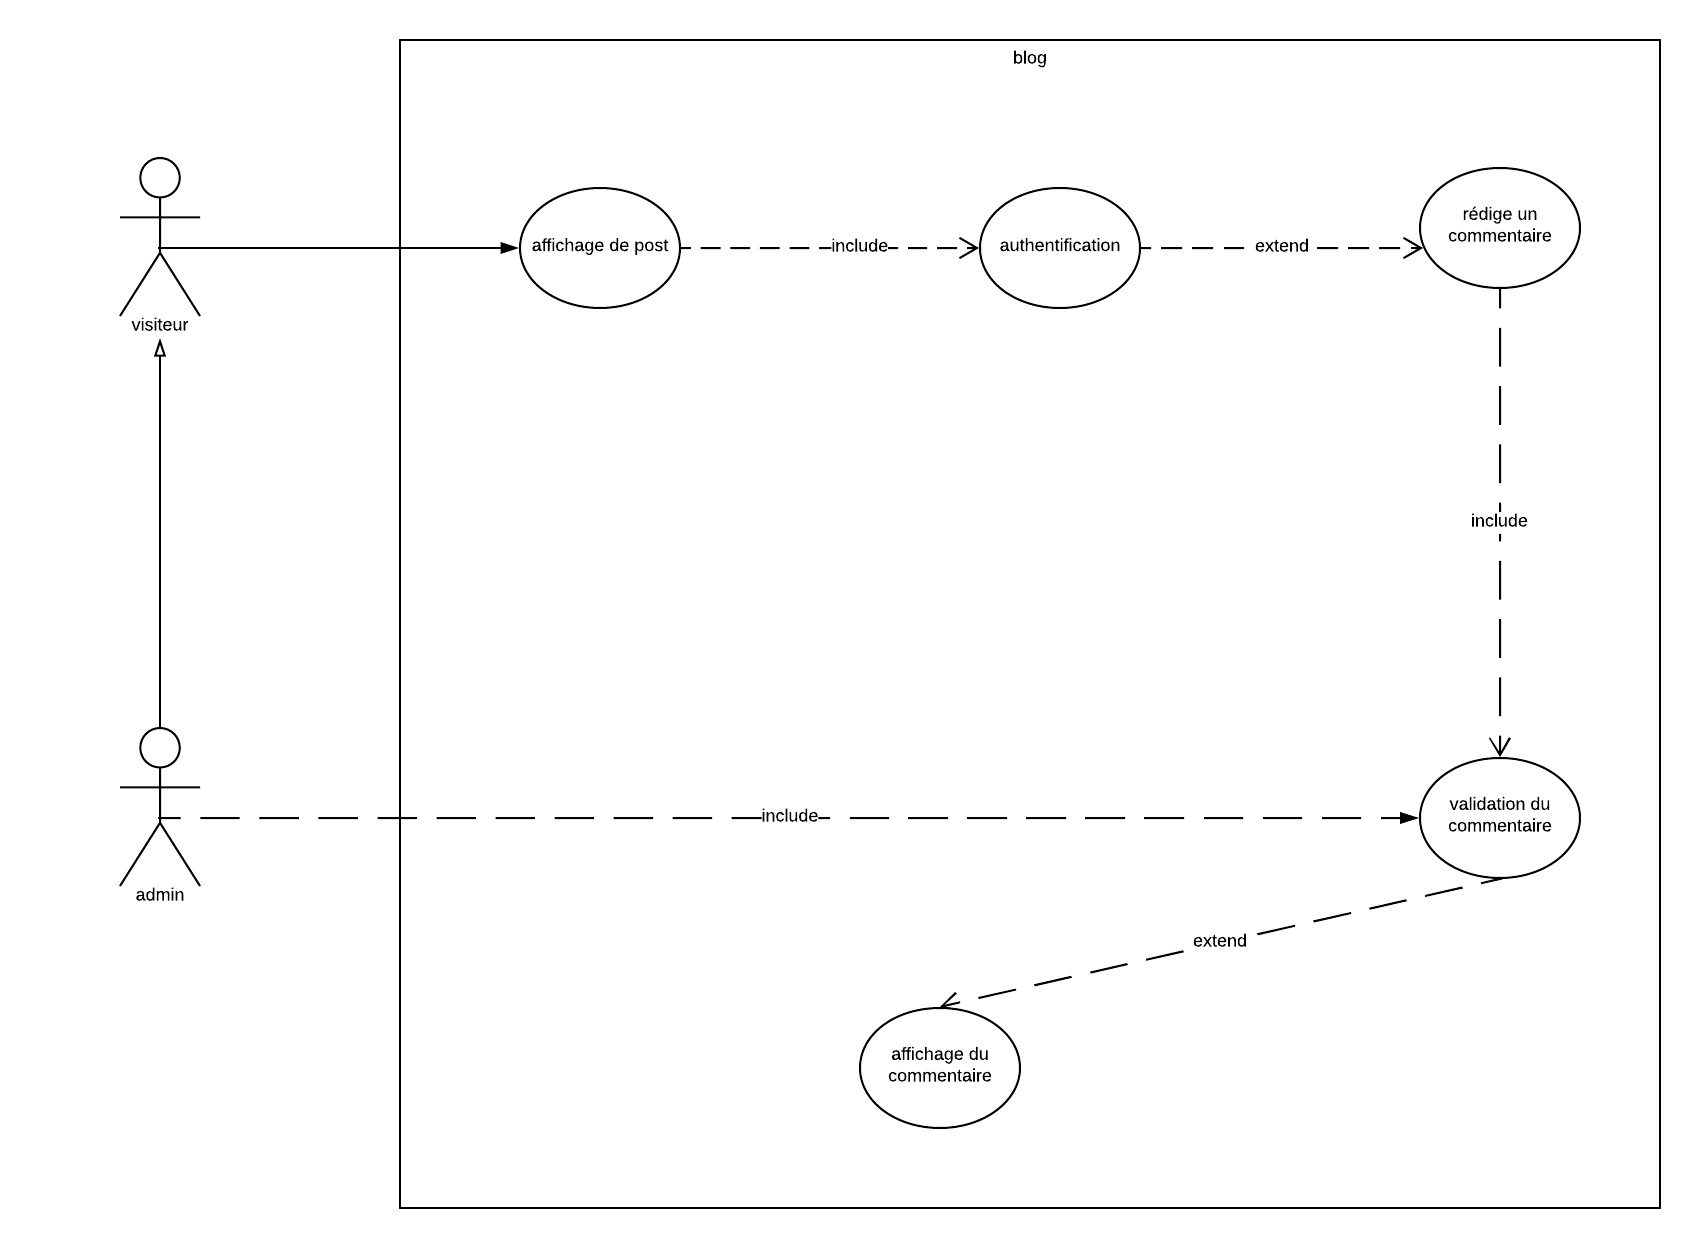 blog
affichage de post
include
authentification
extend
rédige un
commentaire
visiteur
include
include
validation du
commentaire
admin
extend
affichage du
commentaire